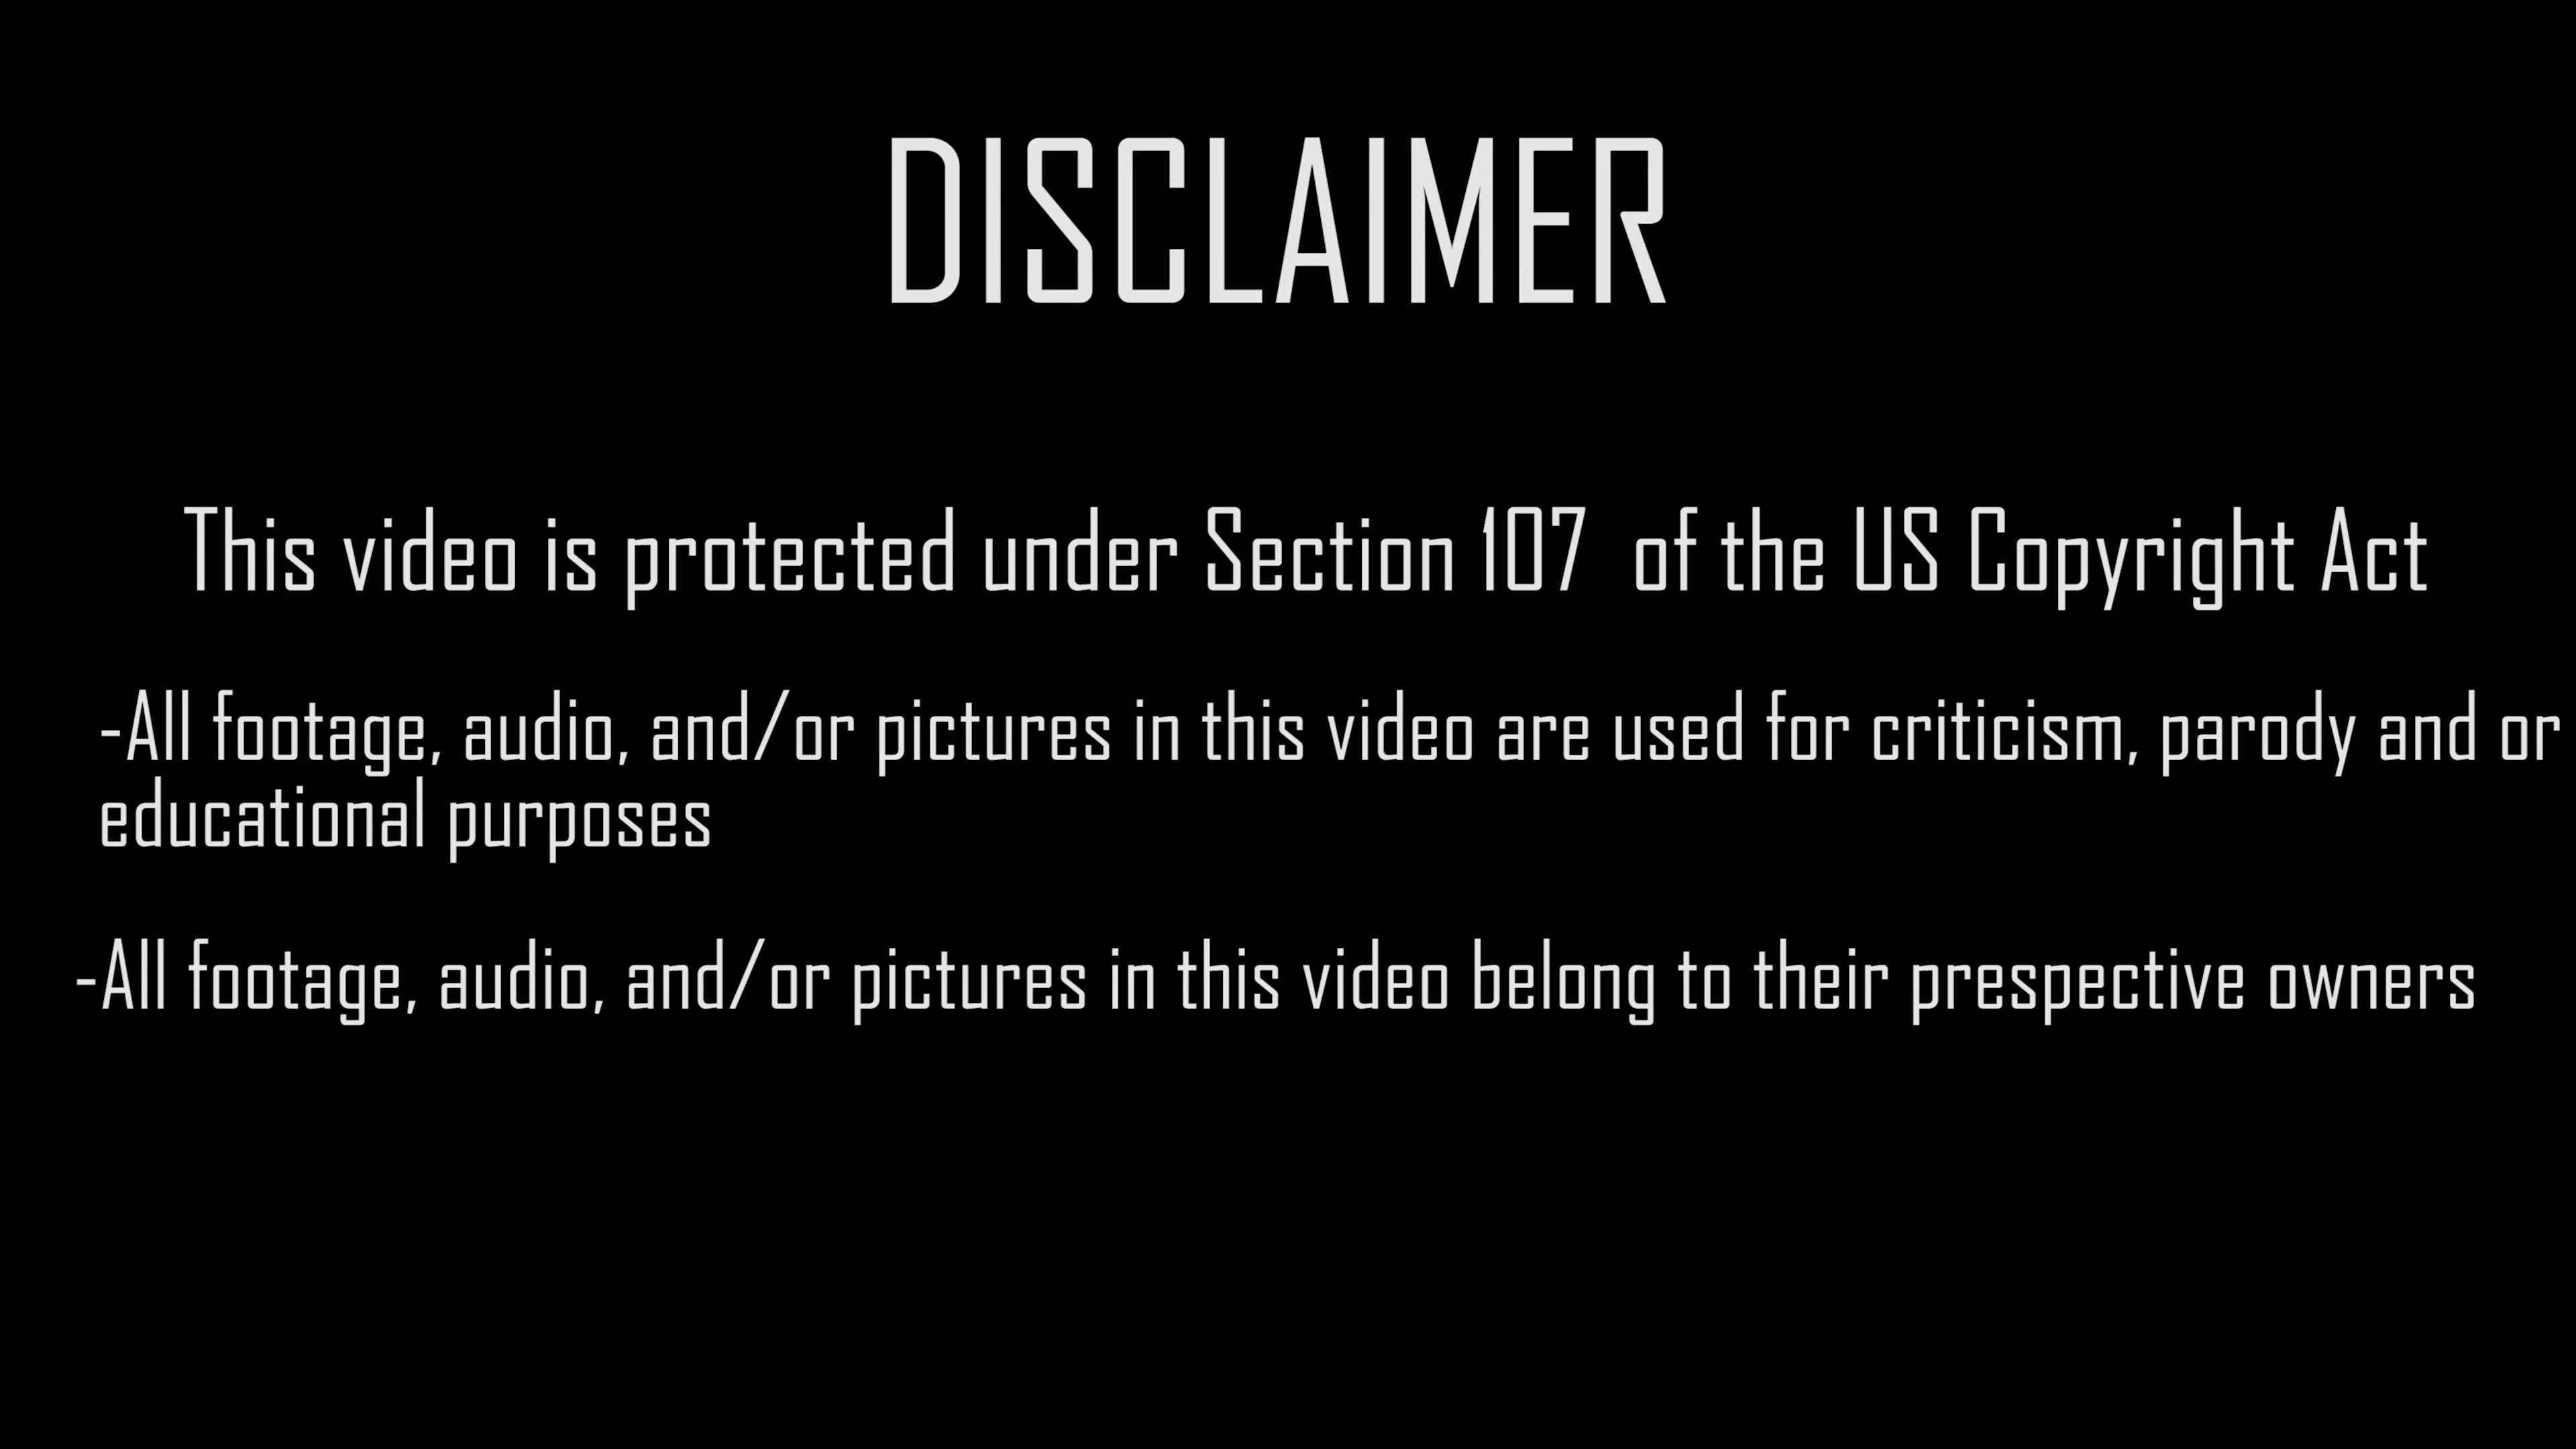 DISCLAIMER
This video is protected under Section 107 of the US Copyright Act
-All footage, audio, and/or pictures in this video are used for criticism, parody and or
educational purposes
-All footage, audio, and/or pictures in this video belong to their prespective owners